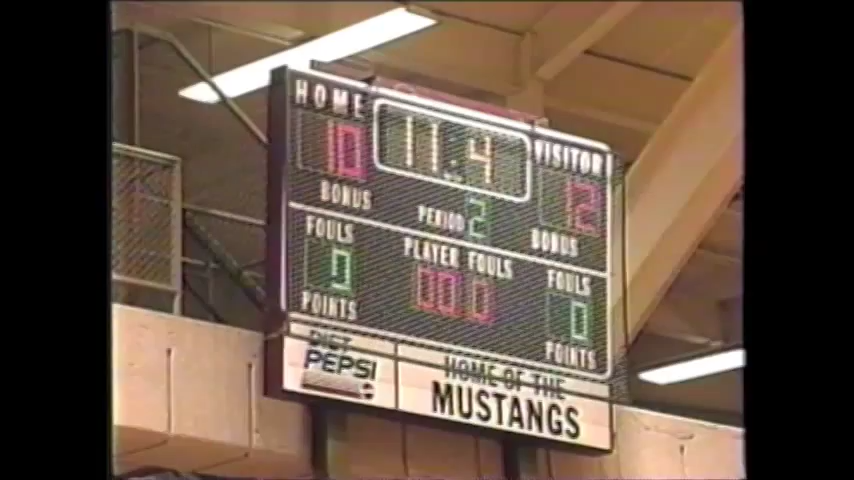 HOME
11.4
VISITOR
10
12
BONUS
PERIOD 2
BONUS
FOULS
PLAYER FOULS
FOULS
0
00 0
0
POINTS
POINTS
DIET
PEPSI
HOME OF THE
MUSTANGS